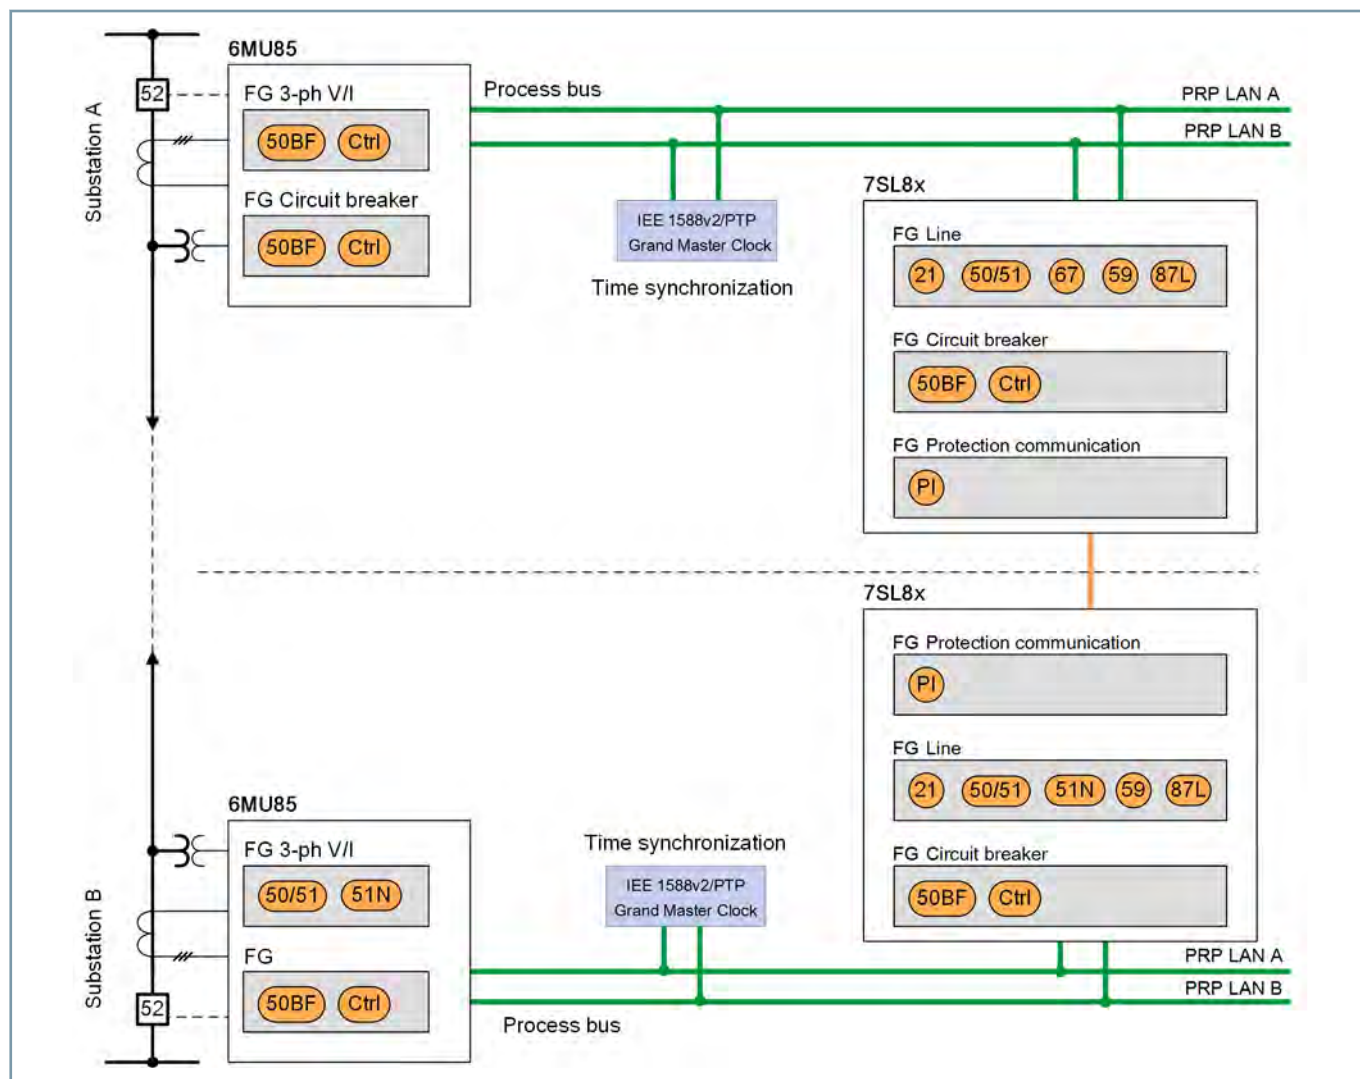 Substation A
52
6MU85
FG 3-ph V/I
50BF Ctrl
FG Circuit breaker
50BF Ctrl
Process bus
PRP LAN A
PRP LAN B
IEE 1588v2/PTP
Grand Master Clock
Time synchronization
7SL8x
FG Line
21 50/51 67 59 87L
FG Circuit breaker
50BF Ctrl
FG Protection communication
PI
7SL8x
FG Protection communication
PI
FG Line
21 50/51 51N 59 87L
FG Circuit breaker
50BF Ctrl
Substation B
52
6MU85
FG 3-ph V/I
50/51 51N
FG
50BF Ctrl
Time synchronization
IEE 1588v2/PTP
Grand Master Clock
PRP LAN A
PRP LAN B
Process bus